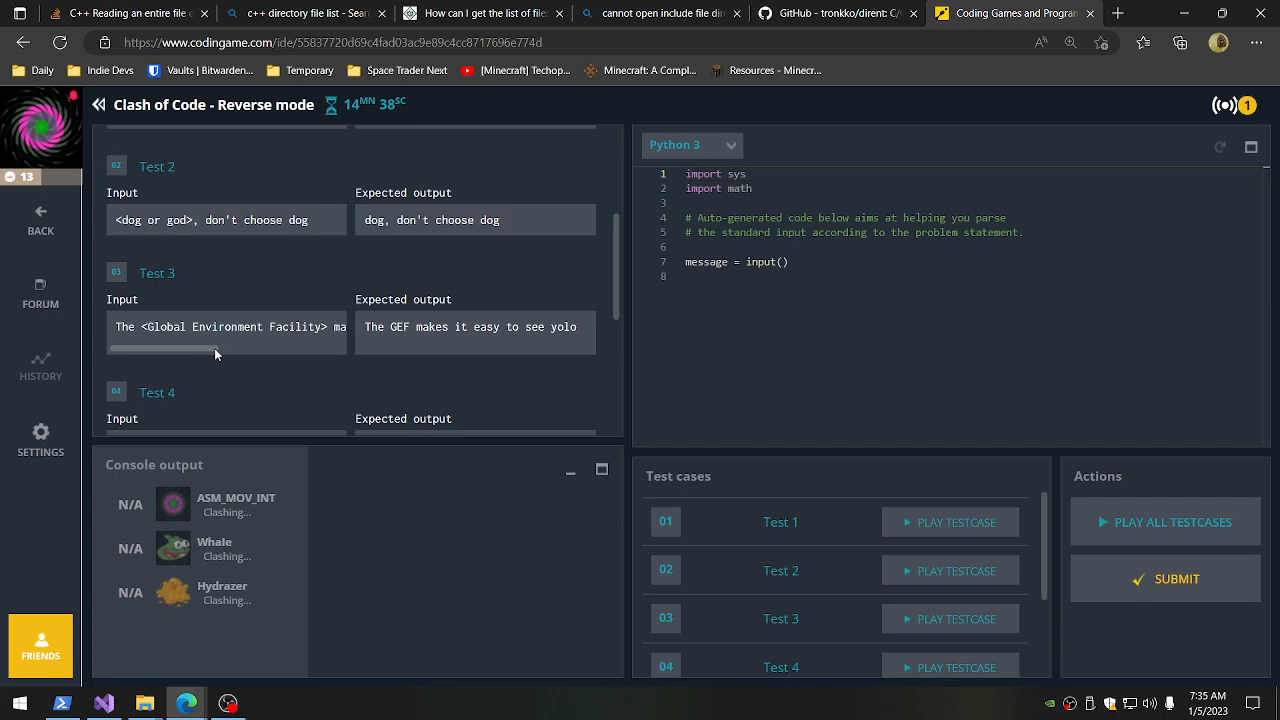 C++ Reading an entire d
c++ directory file list - Searc
How can I get the list of files
cannot open include file dir
GitHub - tronkko/dirent: C/
Coding Games and Program
https://www.codingame.com/ide/55837720d69c4fad03ac9e89c4cc8717696e774d
Daily
Indie Devs
Vaults | Bitwarden...
Temporary
Space Trader Next
[Minecraft] Techop...
Minecraft: A Compl...
Resources - Minecr...
Clash of Code - Reverse mode
14MN 38SC
1
13
BACK
FORUM
HISTORY
SETTINGS
FRIENDS
02 Test 2
Input Expected output
<dog or god>, don't choose dog
dog, don't choose dog
03 Test 3
Input Expected output
The <Global Environment Facility> ma
The GEF makes it easy to see yolo
04 Test 4
Input Expected output
Python 3
1 import sys
2 import math
3
4 # Auto-generated code below aims at helping you parse
5 # the standard input according to the problem statement.
6
7 message = input()
8
Console output
N/A ASM_MOV_INT
Clashing...
N/A Whale
Clashing...
N/A Hydrazer
Clashing...
Test cases
01 Test 1 PLAY TESTCASE
02 Test 2 PLAY TESTCASE
03 Test 3 PLAY TESTCASE
04 Test 4 PLAY TESTCASE
Actions
PLAY ALL TESTCASES
SUBMIT
7:35 AM
1/5/2023